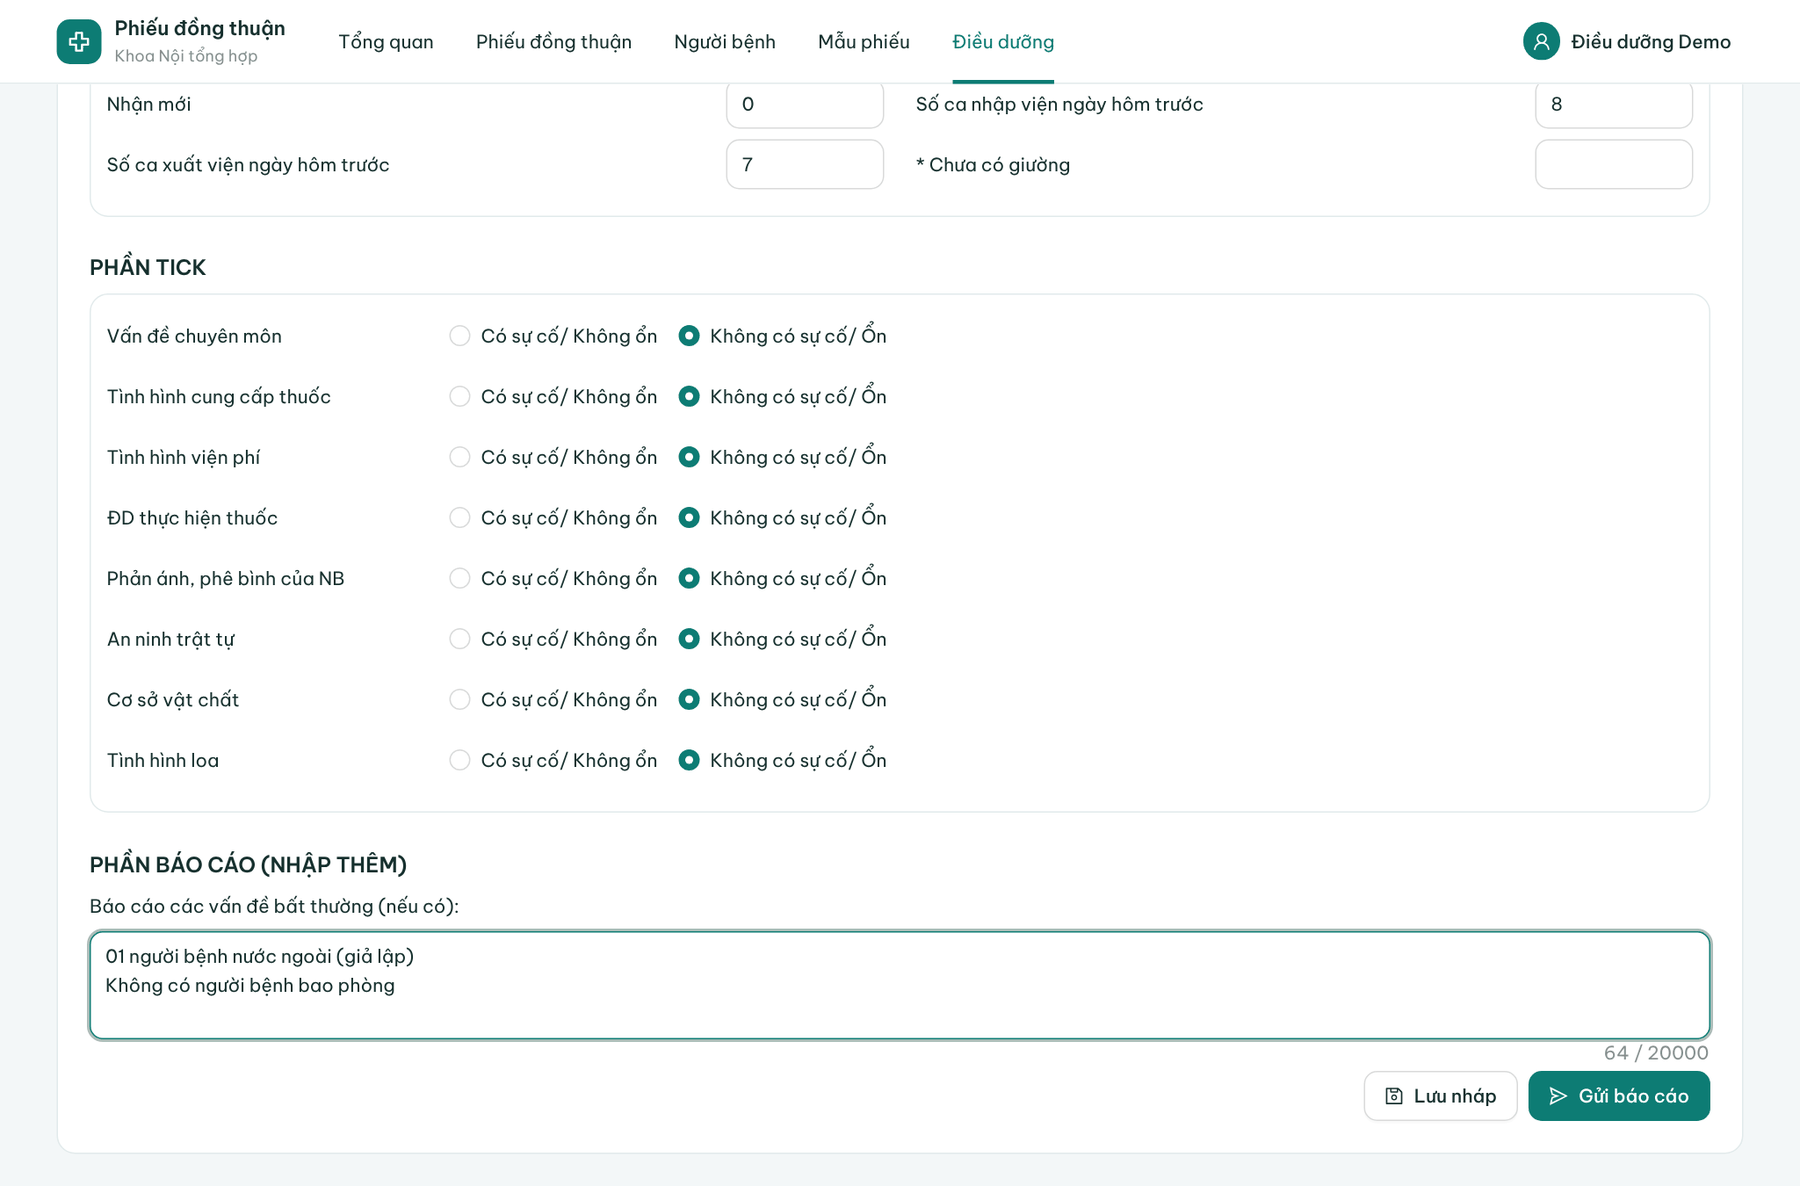 Phiếu đồng thuận
Khoa Nội tổng hợp
Tổng quan
Phiếu đồng thuận
Người bệnh
Mẫu phiếu
Điều dưỡng
Điều dưỡng Demo
Nhận mới
0
Số ca nhập viện ngày hôm trước
8
Số ca xuất viện ngày hôm trước
7
* Chưa có giường
PHẦN TICK
Vấn đề chuyên môn
Có sự cố/ Không ổn
Không có sự cố/ Ổn
Tình hình cung cấp thuốc
Có sự cố/ Không ổn
Không có sự cố/ Ổn
Tình hình viện phí
Có sự cố/ Không ổn
Không có sự cố/ Ổn
ĐD thực hiện thuốc
Có sự cố/ Không ổn
Không có sự cố/ Ổn
Phản ánh, phê bình của NB
Có sự cố/ Không ổn
Không có sự cố/ Ổn
An ninh trật tự
Có sự cố/ Không ổn
Không có sự cố/ Ổn
Cơ sở vật chất
Có sự cố/ Không ổn
Không có sự cố/ Ổn
Tình hình loa
Có sự cố/ Không ổn
Không có sự cố/ Ổn
PHẦN BÁO CÁO (NHẬP THÊM)
Báo cáo các vấn đề bất thường (nếu có):
01 người bệnh nước ngoài (giả lập)
Không có người bệnh bao phòng
64 / 20000
Lưu nháp
Gửi báo cáo